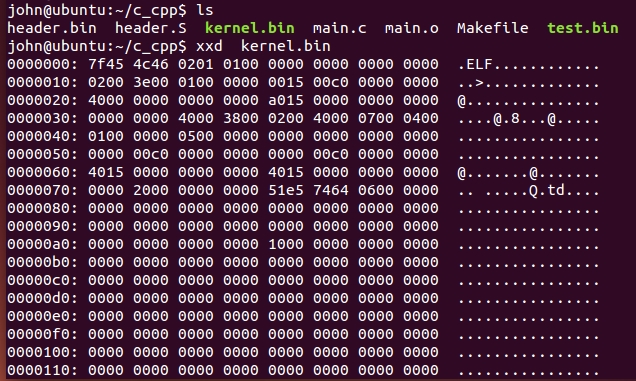 john@ubuntu:~/c_cpp$ ls
header.bin  header.S  kernel.bin  main.c  main.o  Makefile  test.bin
john@ubuntu:~/c_cpp$ xxd  kernel.bin
0000000: 7f45 4c46 0201 0100 0000 0000 0000 0000  .ELF............
0000010: 0200 3e00 0100 0000 0015 00c0 0000 0000  ..>.............
0000020: 4000 0000 0000 0000 a015 0000 0000 0000  @...............
0000030: 0000 0000 4000 3800 0200 4000 0700 0400  ....@.8...@.....
0000040: 0100 0000 0500 0000 0000 0000 0000 0000  ................
0000050: 0000 00c0 0000 0000 0000 00c0 0000 0000  ................
0000060: 4015 0000 0000 0000 4015 0000 0000 0000  @.......@.......
0000070: 0000 2000 0000 0000 51e5 7464 0600 0000  .. .....Q.td....
0000080: 0000 0000 0000 0000 0000 0000 0000 0000  ................
0000090: 0000 0000 0000 0000 0000 0000 0000 0000  ................
00000a0: 0000 0000 0000 0000 1000 0000 0000 0000  ................
00000b0: 0000 0000 0000 0000 0000 0000 0000 0000  ................
00000c0: 0000 0000 0000 0000 0000 0000 0000 0000  ................
00000d0: 0000 0000 0000 0000 0000 0000 0000 0000  ................
00000e0: 0000 0000 0000 0000 0000 0000 0000 0000  ................
00000f0: 0000 0000 0000 0000 0000 0000 0000 0000  ................
0000100: 0000 0000 0000 0000 0000 0000 0000 0000  ................
0000110: 0000 0000 0000 0000 0000 0000 0000 0000  ................